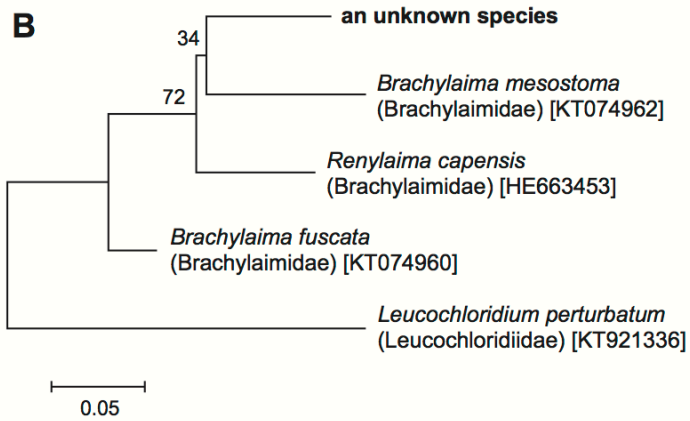 B
an unknown species
34
Brachylaima mesostoma
(Brachylaimidae) [KT074962]
72
Renylaima capensis
(Brachylaimidae) [HE663453]
Brachylaima fuscata
(Brachylaimidae) [KT074960]
Leucochloridium perturbatum
(Leucochloridiidae) [KT921336]
0.05